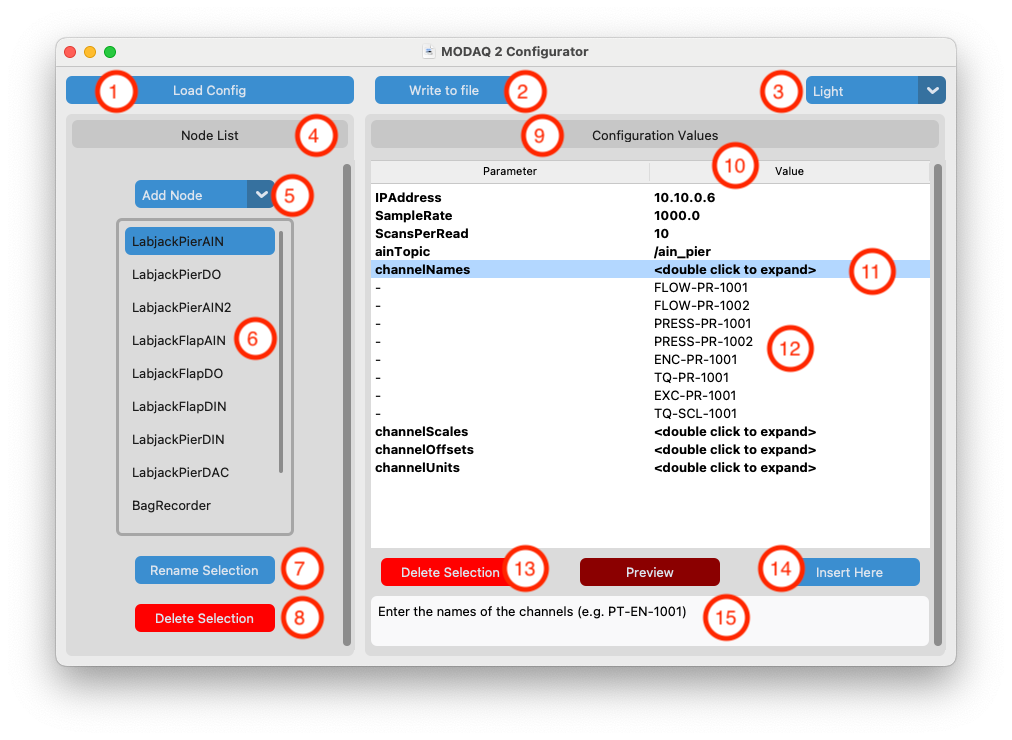 MODAQ 2 Configurator
1 Load Config
Write to file 2
3 Light
Node List 4
9 Configuration Values
Parameter 10 Value
Add Node 5
LabjackPierAIN
LabjackPierDO
LabjackPierAIN2
LabjackFlapAIN 6
LabjackFlapDO
LabjackFlapDIN
LabjackPierDIN
LabjackPierDAC
BagRecorder
Rename Selection 7
Delete Selection 8
IPAddress 10.10.0.6
SampleRate 1000.0
ScansPerRead 10
ainTopic /ain_pier
channelNames <double click to expand> 11
- FLOW-PR-1001
- FLOW-PR-1002
- PRESS-PR-1001
- PRESS-PR-1002 12
- ENC-PR-1001
- TQ-PR-1001
- EXC-PR-1001
- TQ-SCL-1001
channelScales <double click to expand>
channelOffsets <double click to expand>
channelUnits <double click to expand>
Delete Selection 13
Preview
14 Insert Here
Enter the names of the channels (e.g. PT-EN-1001) 15